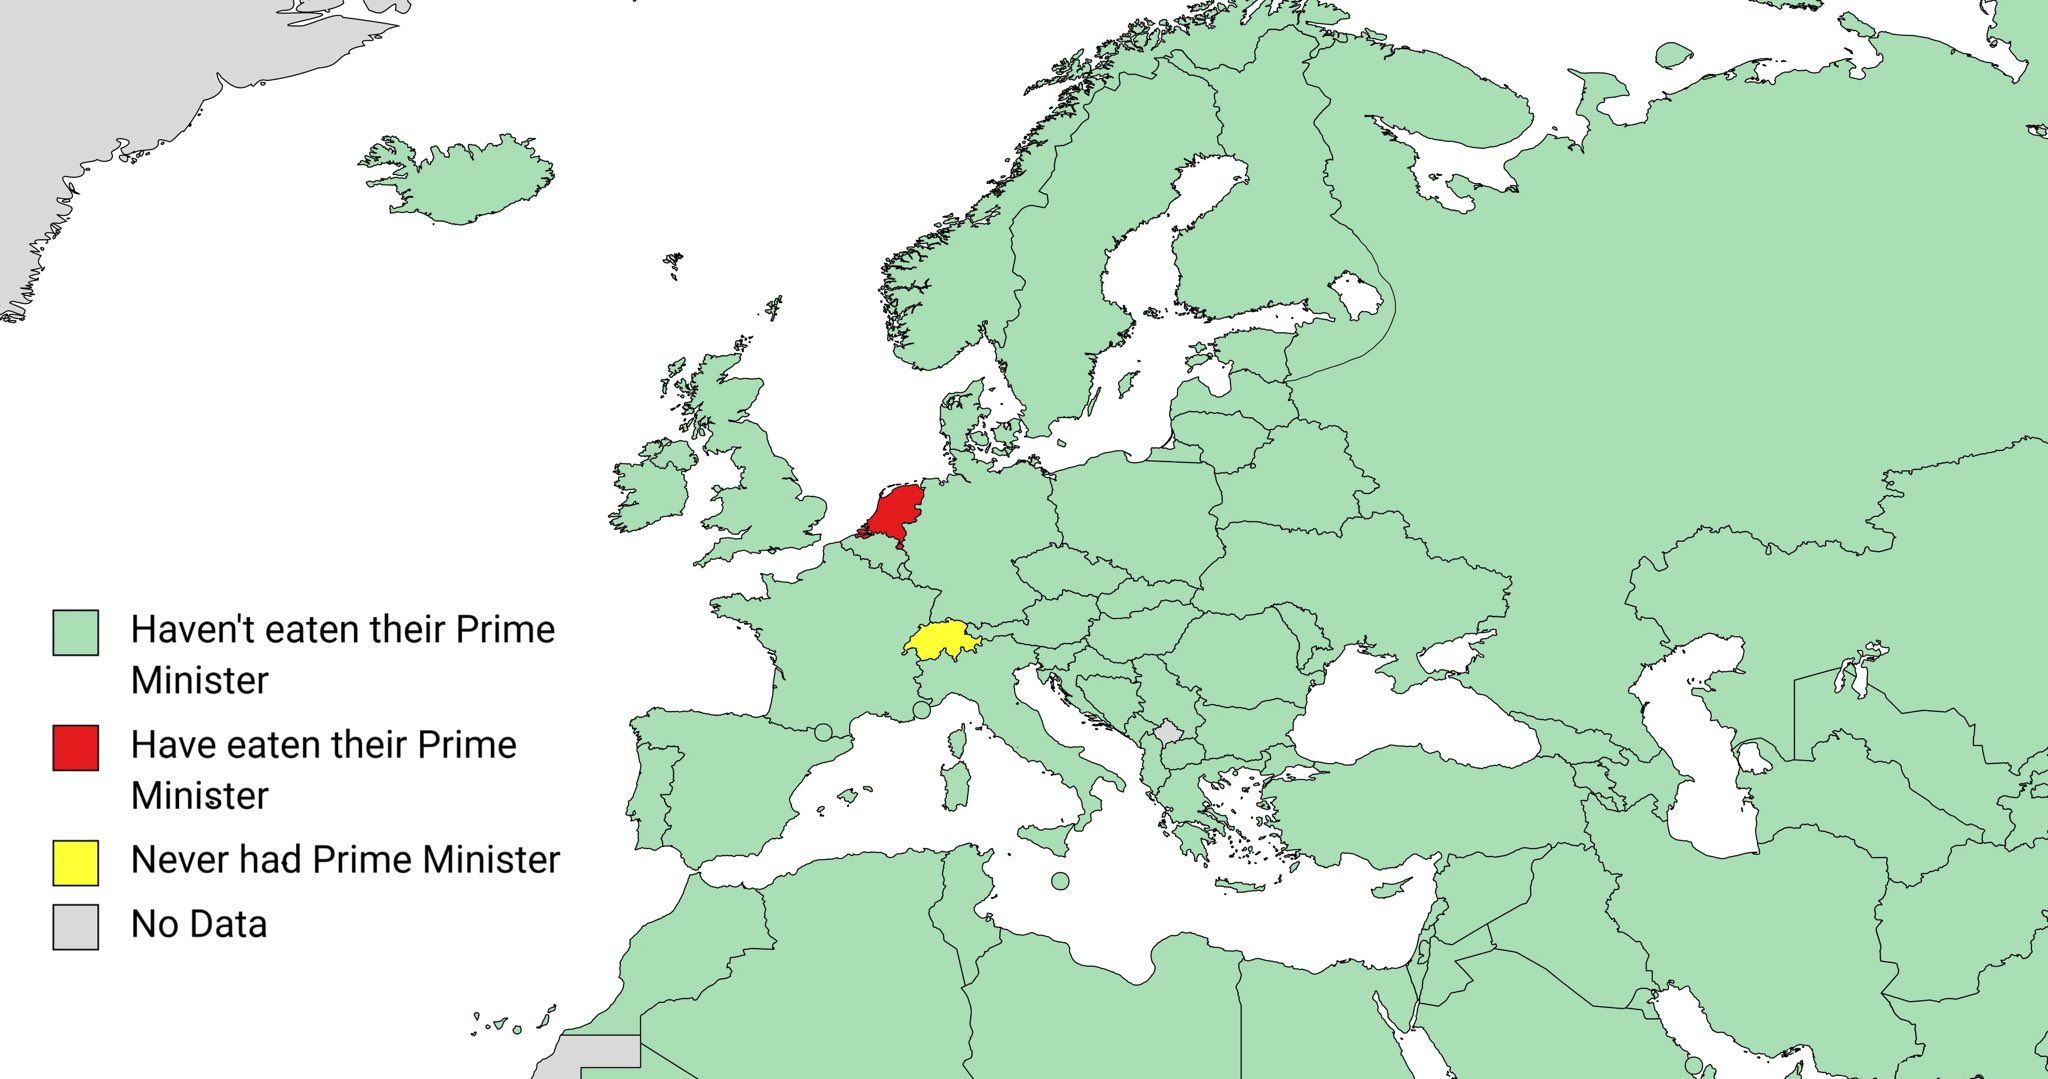 Haven't eaten their Prime
Minister
Have eaten their Prime
Minister
Never had Prime Minister
No Data